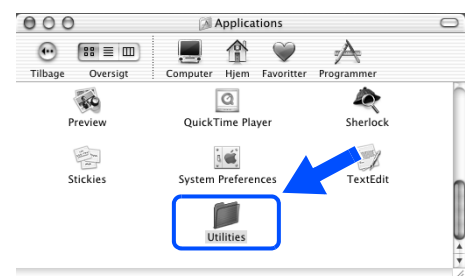 Applications
Tilbage Oversigt Computer Hjem Favoritter Programmer
Preview QuickTime Player Sherlock
Stickies System Preferences TextEdit
Utilities